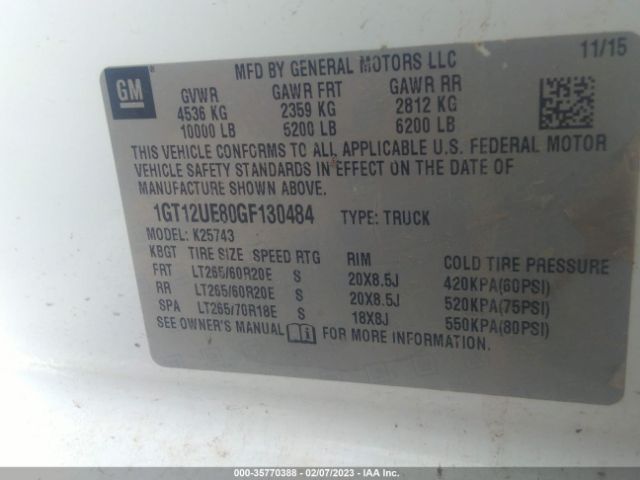 GM
MFD BY GENERAL MOTORS LLC 11/15
GVWR GAWR FRT GAWR RR
4536 KG 2359 KG 2812 KG
10000 LB 5200 LB 6200 LB
THIS VEHICLE CONFORMS TO ALL APPLICABLE U.S. FEDERAL MOTOR
VEHICLE SAFETY STANDARDS IN EFFECT ON THE DATE OF
MANUFACTURE SHOWN ABOVE.
1GT12UE80GF130484 TYPE: TRUCK
MODEL: K25743
KBGT TIRE SIZE SPEED RTG RIM COLD TIRE PRESSURE
FRT LT265/60R20E S 20X8.5J 420KPA(60PSI)
RR LT265/60R20E S 20X8.5J 520KPA(75PSI)
SPA LT265/70R18E S 18X8J 550KPA(80PSI)
SEE OWNER'S MANUAL FOR MORE INFORMATION.
000-35770388 - 02/07/2023 - IAA Inc.